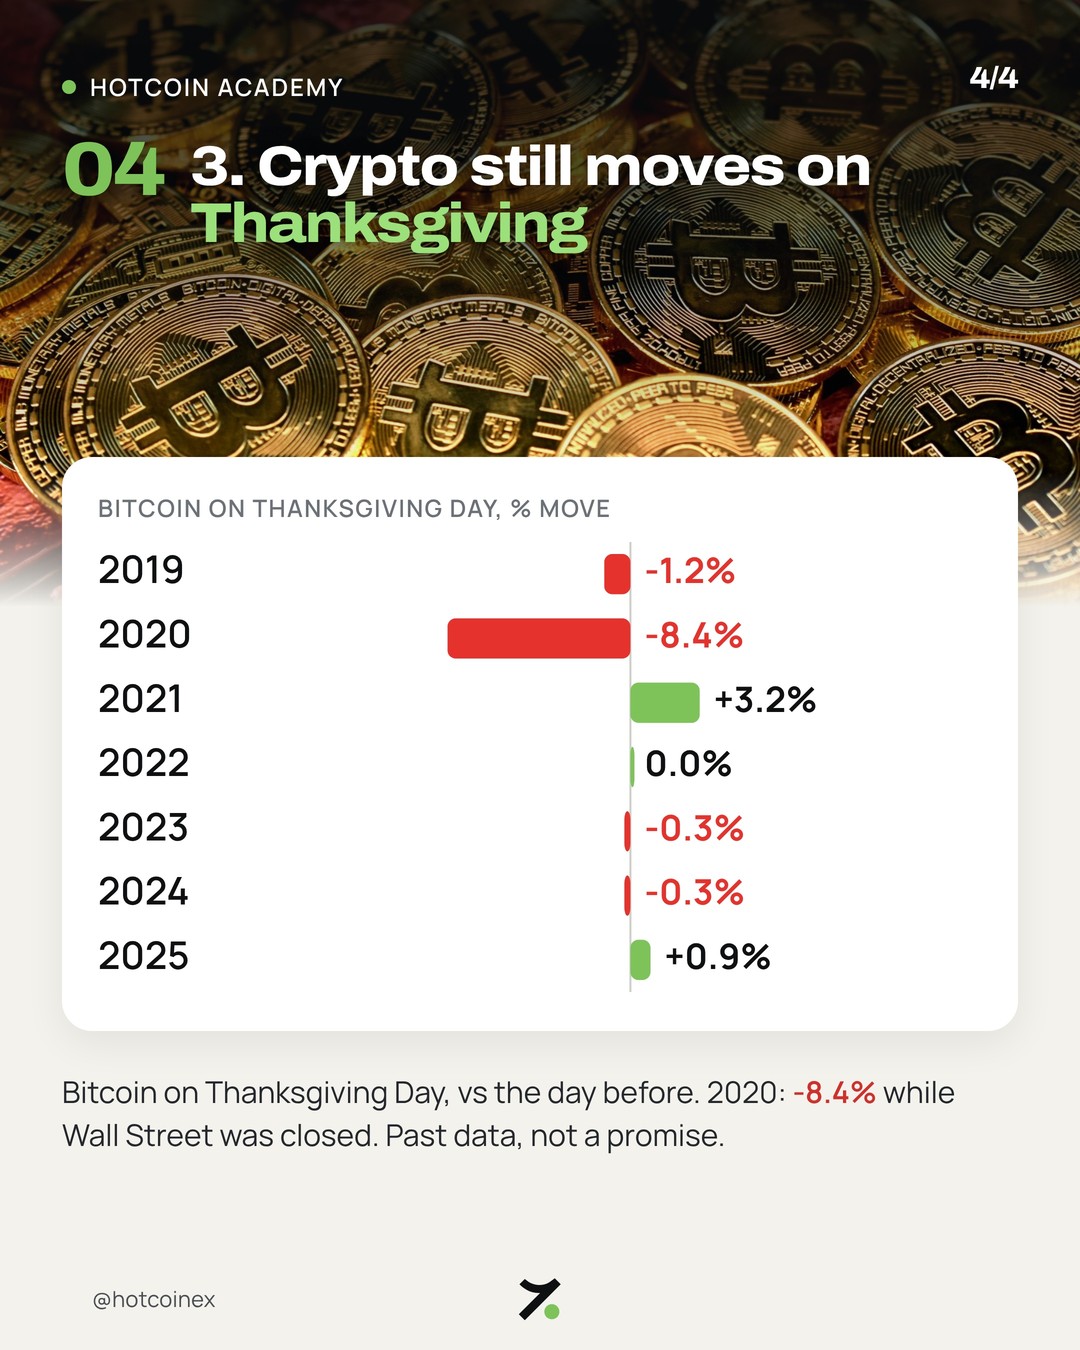 HOTCOIN ACADEMY
4/4
04
3. Crypto still moves on
Thanksgiving
BITCOIN ON THANKSGIVING DAY, % MOVE
2019 -1.2%
2020 -8.4%
2021 +3.2%
2022 0.0%
2023 -0.3%
2024 -0.3%
2025 +0.9%
Bitcoin on Thanksgiving Day, vs the day before. 2020: -8.4% while
Wall Street was closed. Past data, not a promise.
@hotcoinex